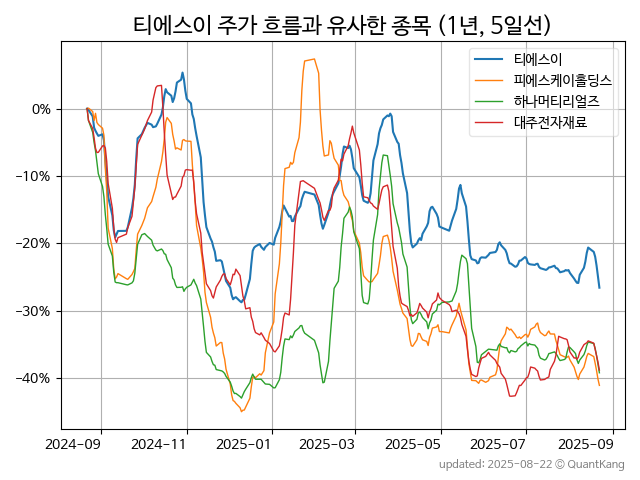 티에스이 주가 흐름과 유사한 종목 (1년, 5일선)
티에스이
피에스케이홀딩스
하나머티리얼즈
대주전자재료
0%
−10%
−20%
−30%
−40%
2024-09 2024-11 2025-01 2025-03 2025-05 2025-07 2025-09
updated: 2025-08-22 © QuantKang